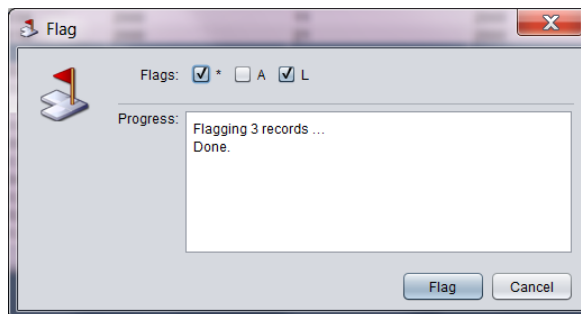 Flag
Flags: * A L
Progress:
Flagging 3 records ...
Done.
Flag Cancel